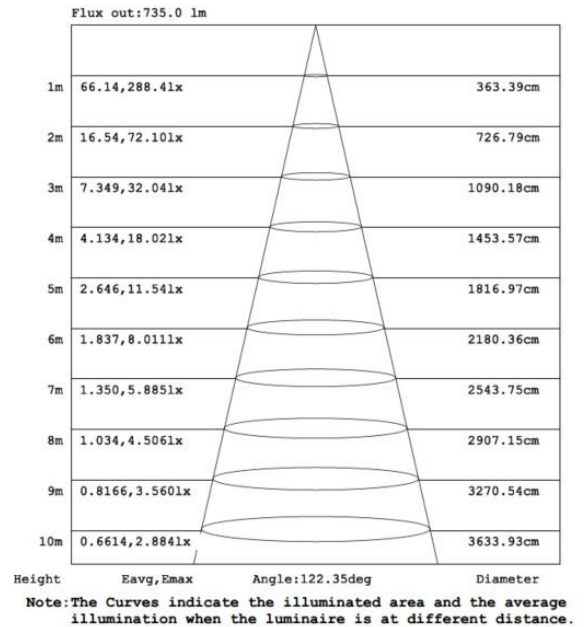 Flux out:735.0 lm
1m 66.14,288.4lx 363.39cm
2m 16.54,72.10lx 726.79cm
3m 7.349,32.04lx 1090.18cm
4m 4.134,18.02lx 1453.57cm
5m 2.646,11.54lx 1816.97cm
6m 1.837,8.011lx 2180.36cm
7m 1.350,5.885lx 2543.75cm
8m 1.034,4.506lx 2907.15cm
9m 0.8166,3.560lx 3270.54cm
10m 0.6614,2.884lx 3633.93cm
Height Eavg,Emax Angle:122.35deg Diameter
Note:The Curves indicate the illuminated area and the average
illumination when the luminaire is at different distance.